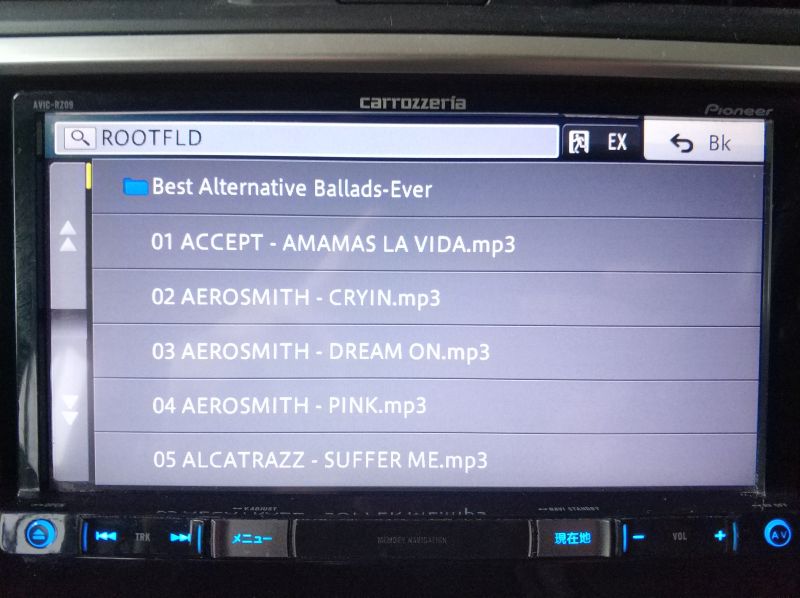 AVIC-RZ09
carrozzeria
Pioneer
ROOTFLD
EX
Bk
Best Alternative Ballads-Ever
01 ACCEPT - AMAMAS LA VIDA.mp3
02 AEROSMITH - CRYIN.mp3
03 AEROSMITH - DREAM ON.mp3
04 AEROSMITH - PINK.mp3
05 ALCATRAZZ - SUFFER ME.mp3
TRK
メニュー
MEMORY NAVIGATION
NAVI STANDBY
現在地
VOL
AV